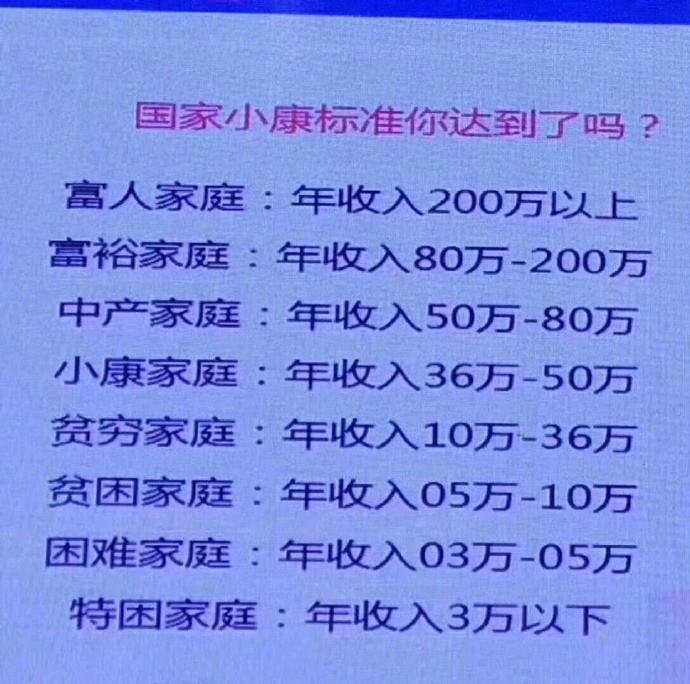 国家小康标准你达到了吗？
富人家庭：年收入200万以上
富裕家庭：年收入80万-200万
中产家庭：年收入50万-80万
小康家庭：年收入36万-50万
贫穷家庭：年收入10万-36万
贫困家庭：年收入05万-10万
困难家庭：年收入03万-05万
特困家庭：年收入3万以下